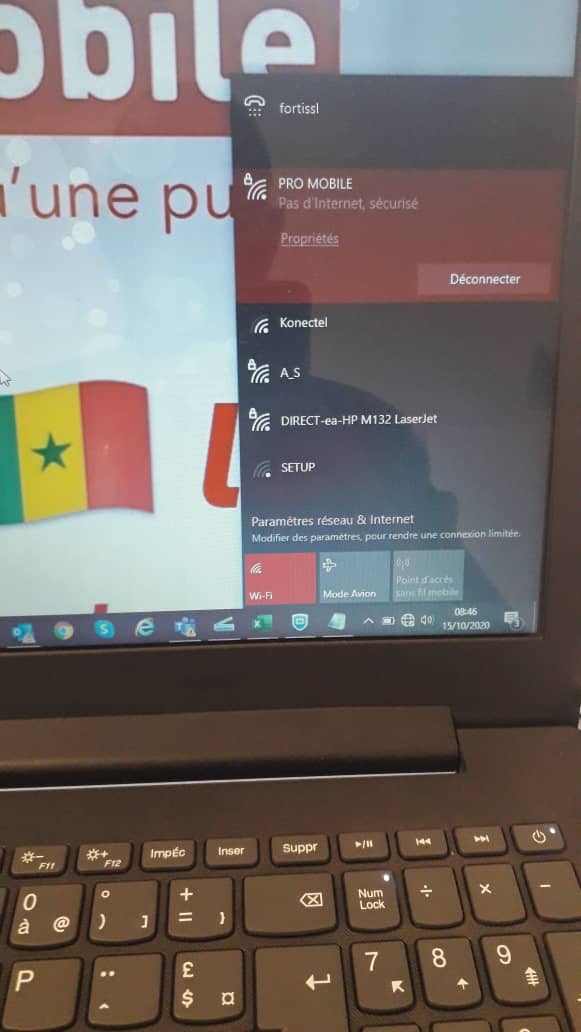 obile
fortissl
PRO MOBILE
Pas d'Internet, sécurisé
'une pu
Propriétés
Déconnecter
Konectel
A_S
DIRECT-ea-HP M132 LaserJet
SETUP
Paramètres réseau & Internet
Modifier des paramètres, pour rendre une connexion limitée.
Wi-Fi
Mode Avion
Point d'accès
sans fil mobile
08:46
15/10/2020
3
F11
F12
ImpÉc
Inser
Suppr
0 à @
° ) ]
+ = }
Num
Lock
÷
×
-
P
¨ ^
£ $ ¤
7
8
9